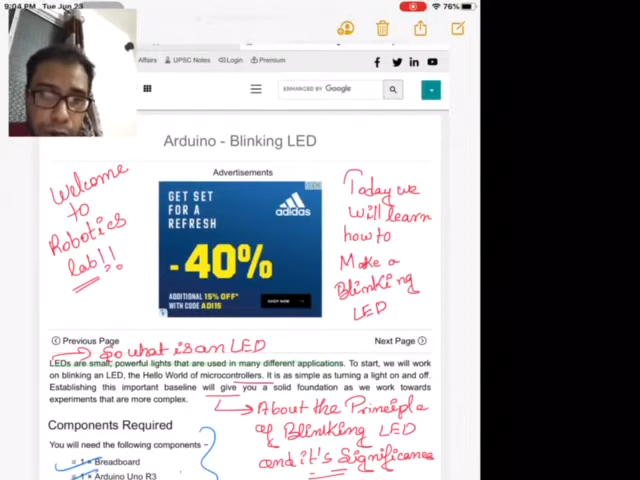 9:04 PM Tue Jun 23
76%
Affairs UPSC Notes Login Premium
ENHANCED BY Google
Arduino - Blinking LED
Advertisements
Welcome
to
Robotics
lab!!
GET SET
FOR A
REFRESH
adidas
-40%
ADDITIONAL 15% OFF*
WITH CODE ADI15
SHOP NOW
Today we
will learn
how to
Make a
Blinking
LED
Previous Page
Next Page
So what is an LED
LEDs are small, powerful lights that are used in many different applications. To start, we will work
on blinking an LED, the Hello World of microcontrollers. It is as simple as turning a light on and off.
Establishing this important baseline will give you a solid foundation as we work towards
experiments that are more complex.
About the Principle
of Blinking LED
and it's Significance
Components Required
You will need the following components −
1 × Breadboard
1 × Arduino Uno R3